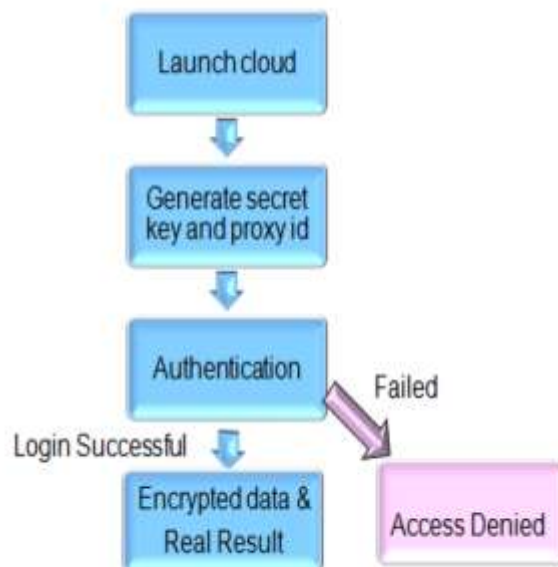 Launch cloud
Generate secret
key and proxy id
Authentication
Failed
Login Successful
Encrypted data &
Real Result
Access Denied